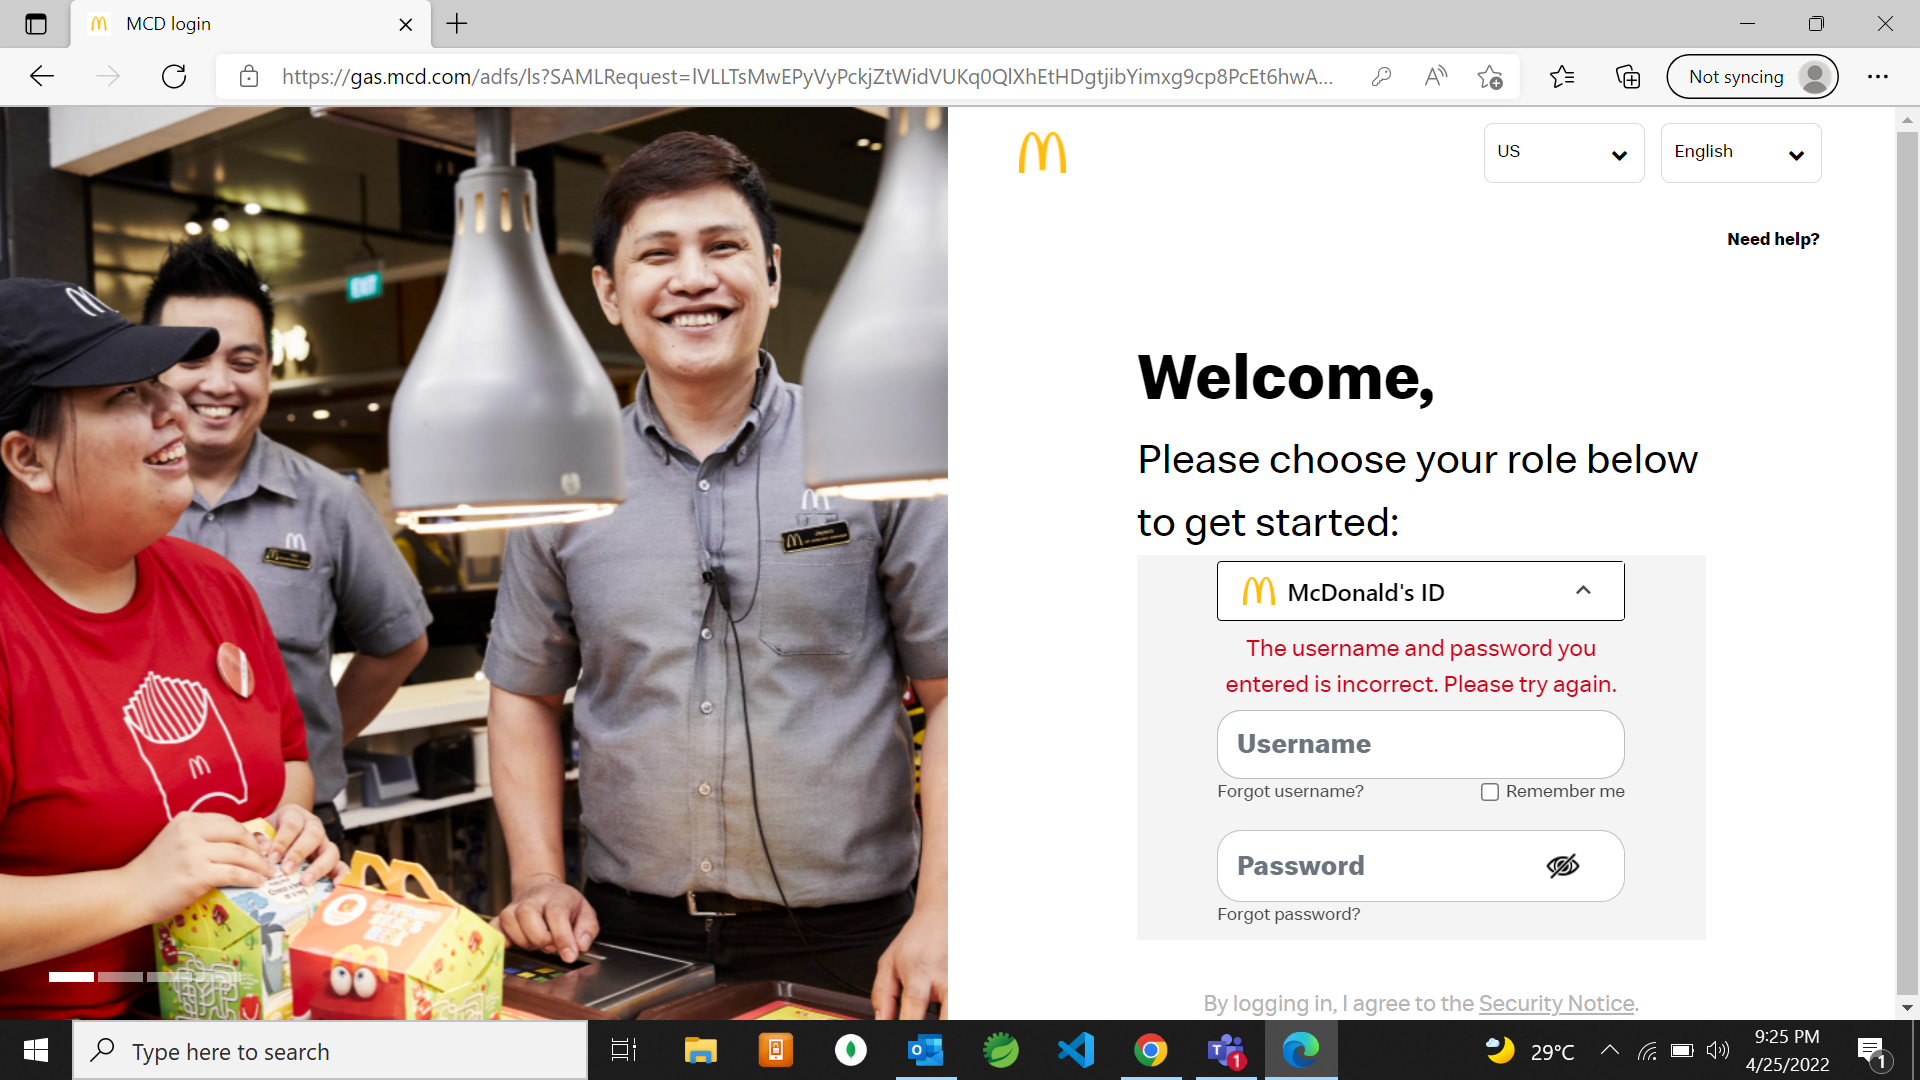 MCD login
https://gas.mcd.com/adfs/ls?SAMLRequest=lVLLTsMwEPyVyPckjZtWidVUKq0QlXhEtHDgtjibYimxg9cp8PcEt6hwA...
Not syncing
US
English
Need help?
EXIT
Welcome,
Please choose your role below
to get started:
McDonald's ID
The username and password you
entered is incorrect. Please try again.
Username
Forgot username?
Remember me
Password
Forgot password?
By logging in, I agree to the Security Notice.
Type here to search
1
29°C
9:25 PM
4/25/2022
1